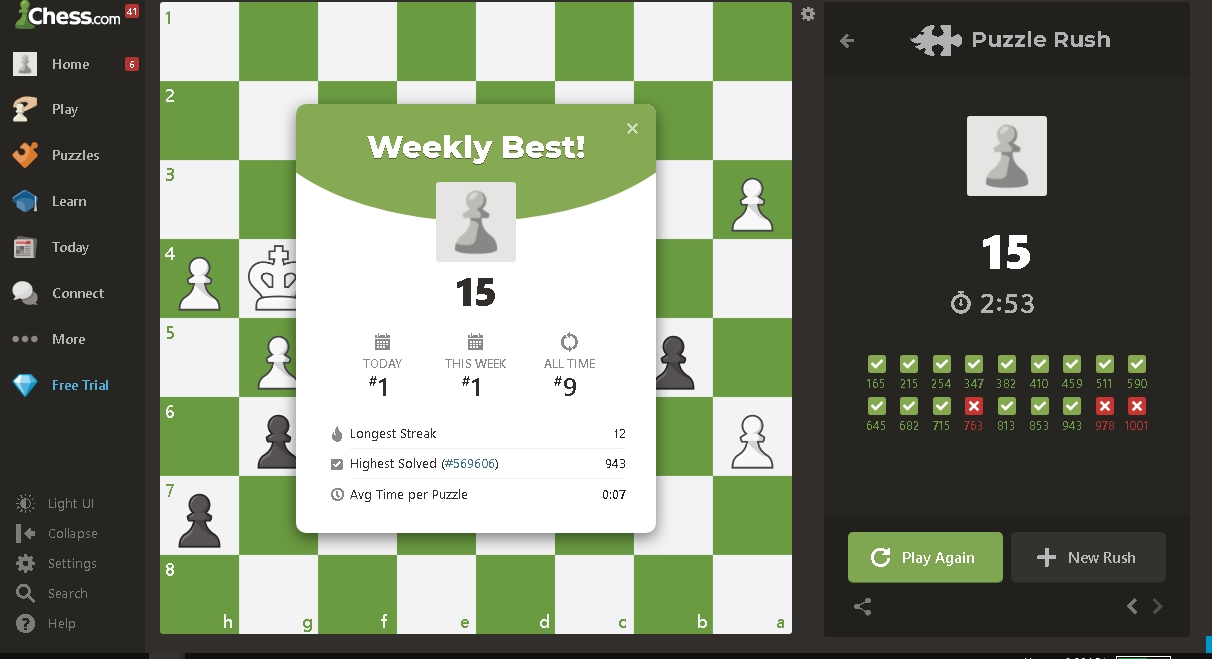 Chess.com 41
Home 6
Play
Puzzles
Learn
Today
Connect
More
Free Trial
Light UI
Collapse
Settings
Search
Help
1
2
3
4
5
6
7
8
h g f e d c b a
Weekly Best!
15
TODAY THIS WEEK ALL TIME
#1 #1 #9
Longest Streak 12
Highest Solved (#569606) 943
Avg Time per Puzzle 0:07
Puzzle Rush
15
2:53
165 215 254 347 382 410 459 511 590
645 682 715 763 813 853 943 978 1001
Play Again
New Rush